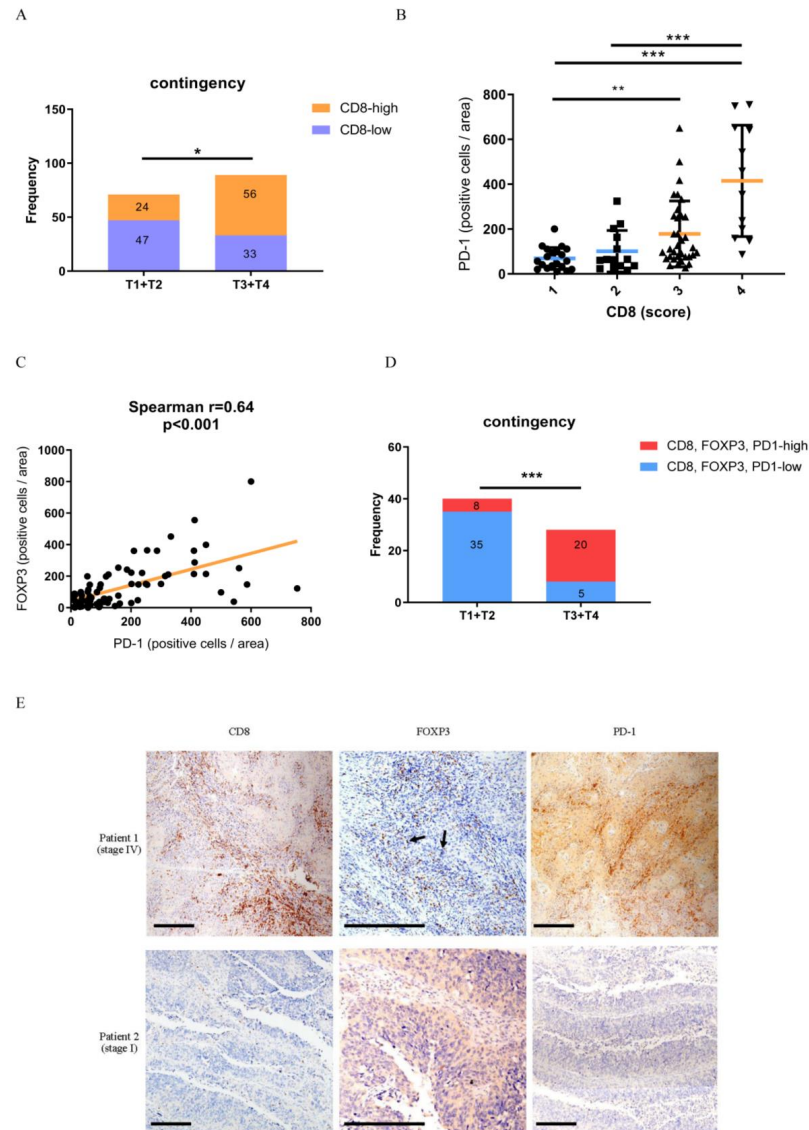 A
contingency
CD8-high
CD8-low
Frequency
150
100
50
0
*
24
47
56
33
T1+T2
T3+T4
B
***
***
**
PD-1 (positive cells / area)
800
600
400
200
0
1
2
3
4
CD8 (score)
C
Spearman r=0.64
p<0.001
FOXP3 (positive cells / area)
1000
800
600
400
200
0
0
200
400
600
800
PD-1 (positive cells / area)
D
contingency
CD8, FOXP3, PD1-high
CD8, FOXP3, PD1-low
Frequency
60
40
20
0
***
8
35
20
5
T1+T2
T3+T4
E
CD8
FOXP3
PD-1
Patient 1
(stage IV)
Patient 2
(stage I)